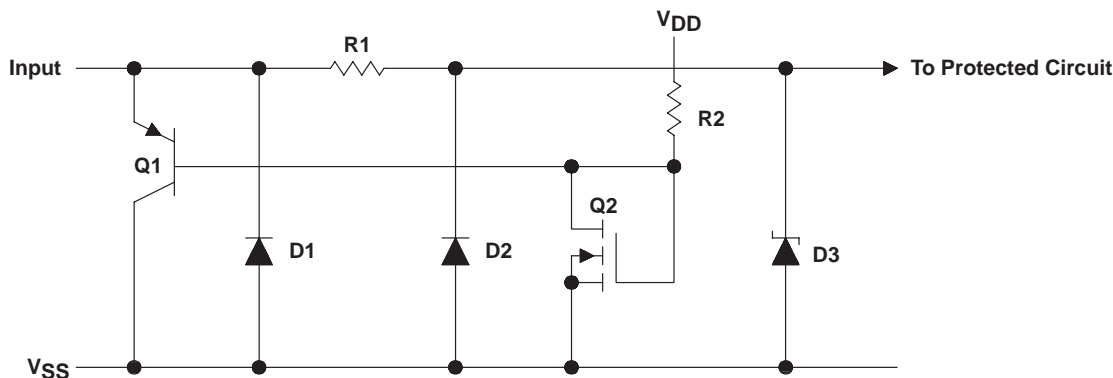 VDD
R1
Input
To Protected Circuit
R2
Q1
Q2
D1
D2
D3
VSS